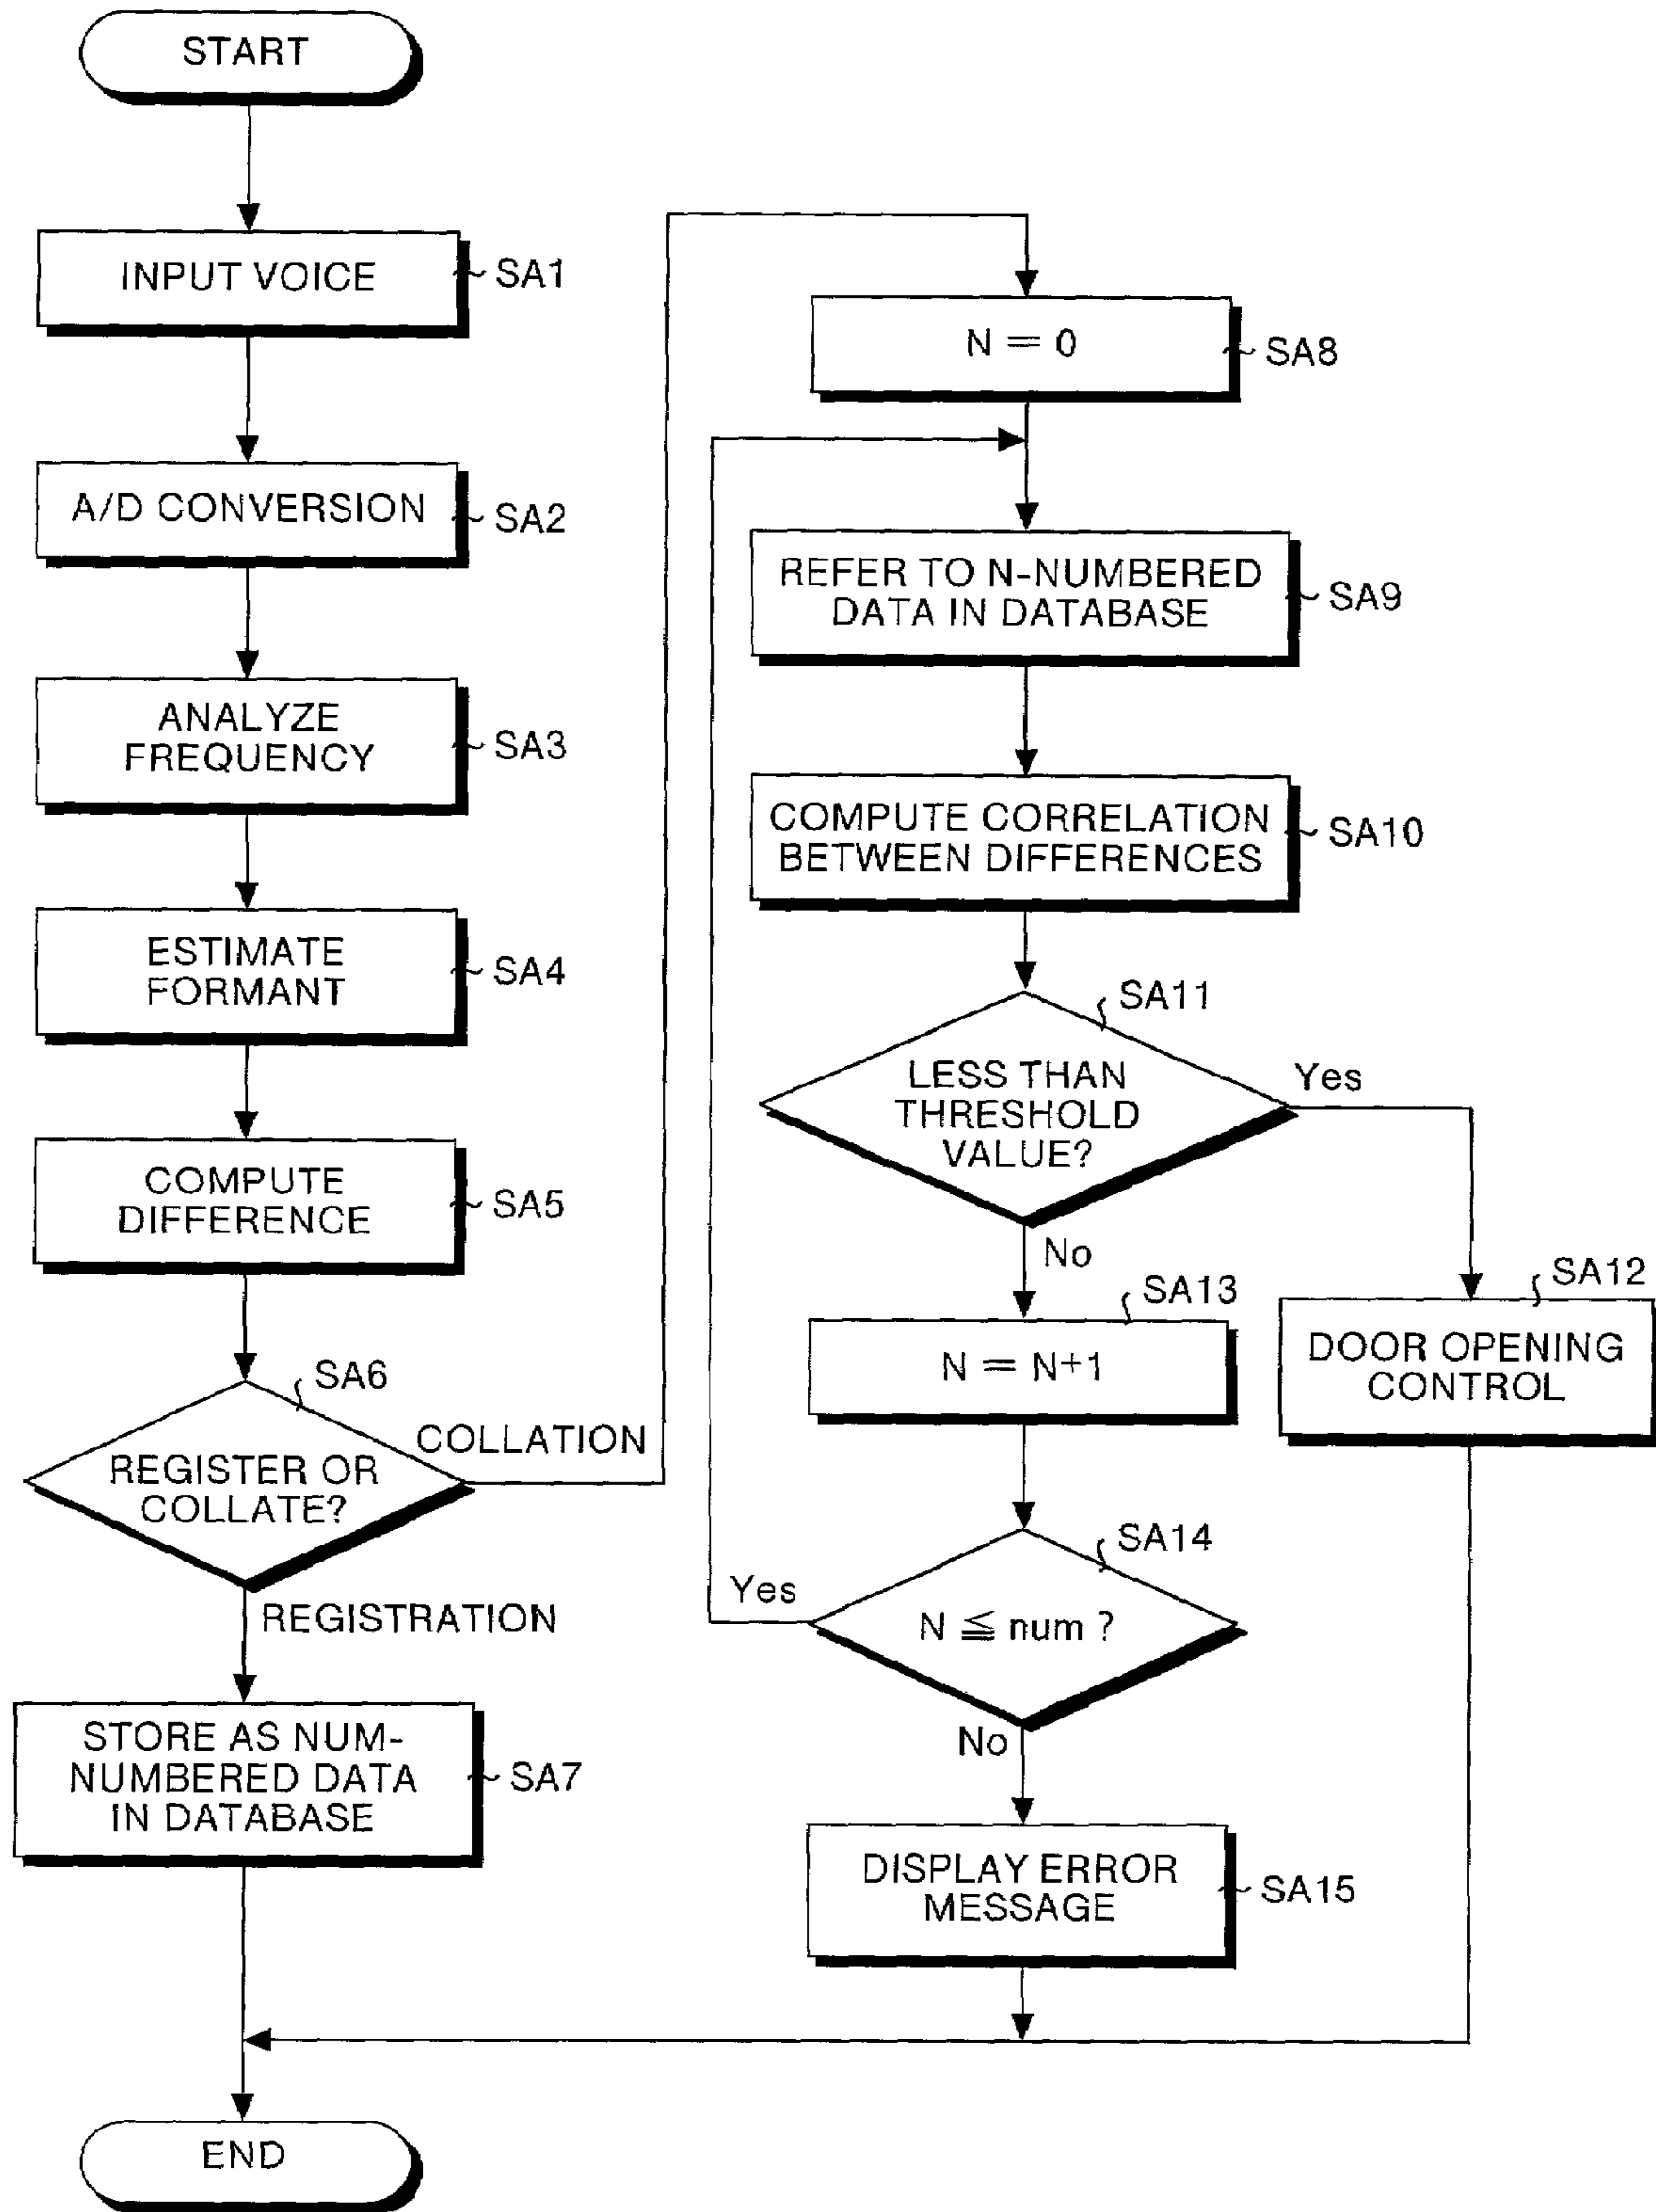 START
INPUT VOICE
SA1
A/D CONVERSION
SA2
ANALYZE
FREQUENCY
SA3
ESTIMATE
FORMANT
SA4
COMPUTE
DIFFERENCE
SA5
SA6
REGISTER OR
COLLATE?
COLLATION
REGISTRATION
STORE AS NUM-
NUMBERED DATA
IN DATABASE
SA7
N = 0
SA8
REFER TO N-NUMBERED
DATA IN DATABASE
SA9
COMPUTE CORRELATION
BETWEEN DIFFERENCES
SA10
SA11
LESS THAN
THRESHOLD
VALUE?
Yes
No
SA12
DOOR OPENING
CONTROL
SA13
N = N+1
SA14
N ≦ num ?
Yes
No
DISPLAY ERROR
MESSAGE
SA15
END